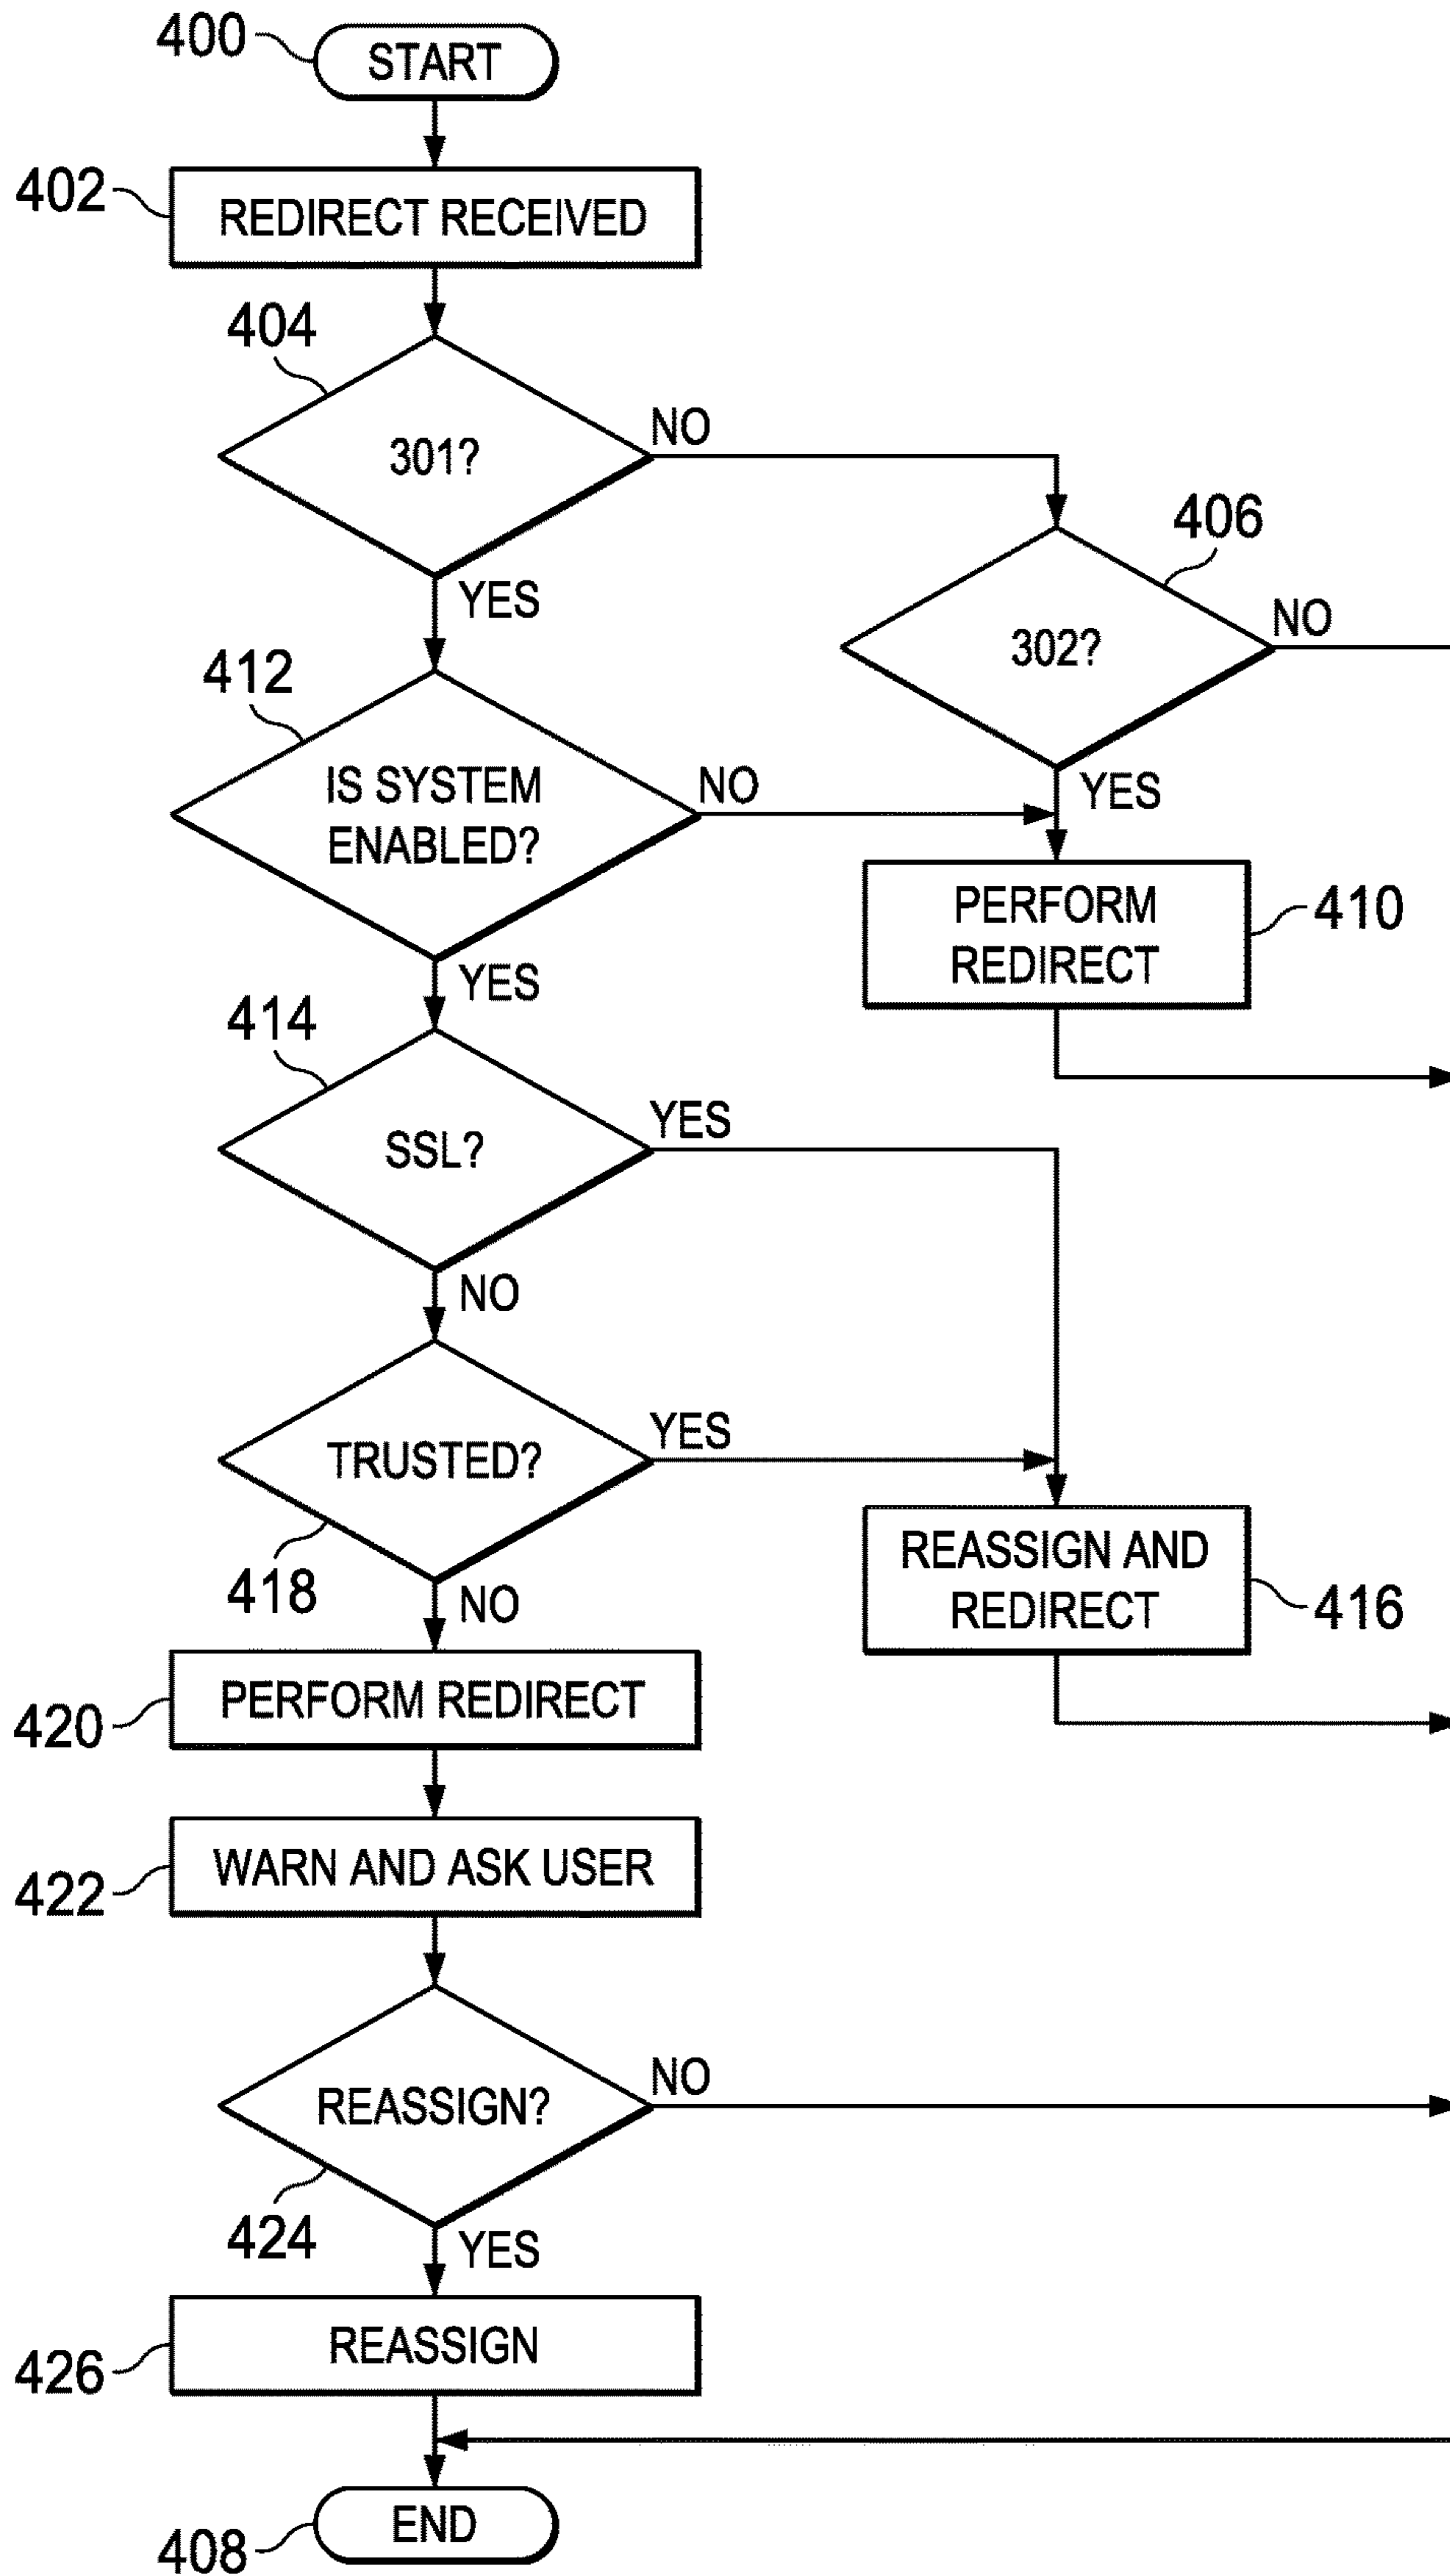 400
START
402
REDIRECT RECEIVED
404
301?
NO
406
YES
302?
NO
412
IS SYSTEM
ENABLED?
NO
YES
PERFORM
REDIRECT
410
YES
414
SSL?
YES
NO
TRUSTED?
YES
418
NO
REASSIGN AND
REDIRECT
416
PERFORM REDIRECT
420
WARN AND ASK USER
422
REASSIGN?
NO
424
YES
REASSIGN
426
END
408